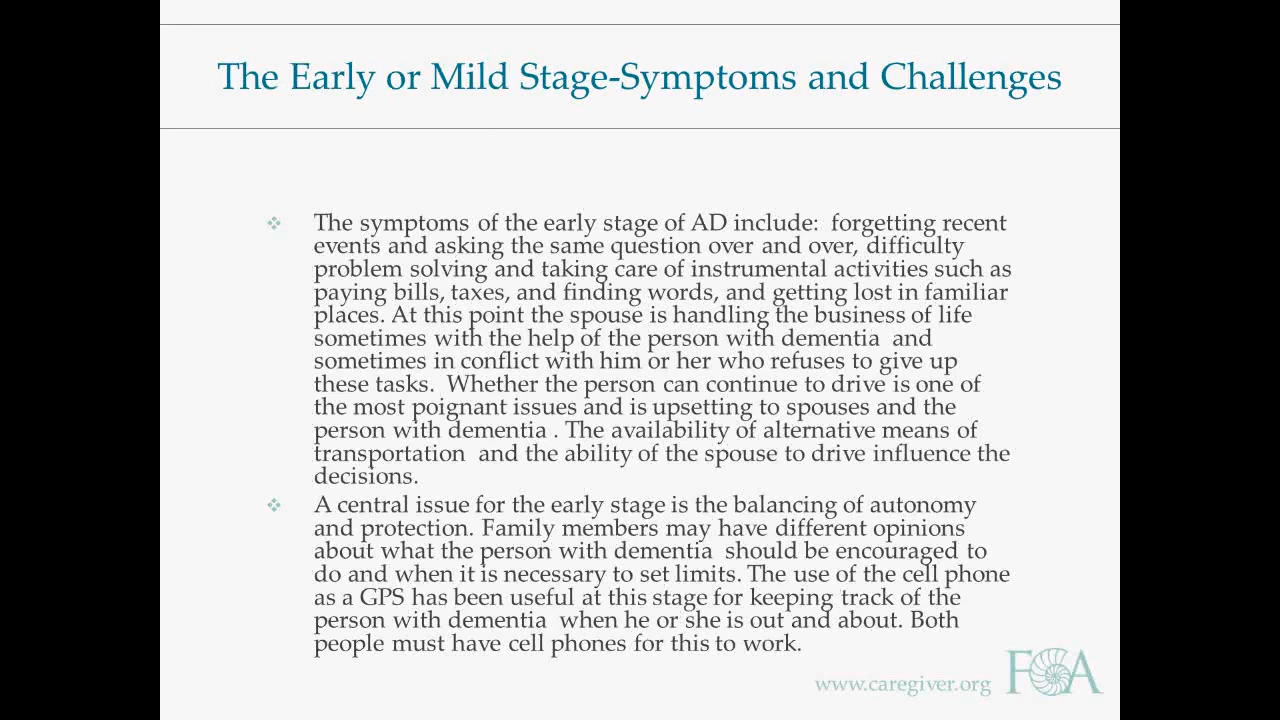 The Early or Mild Stage-Symptoms and Challenges
The symptoms of the early stage of AD include:  forgetting recent
events and asking the same question over and over, difficulty
problem solving and taking care of instrumental activities such as
paying bills, taxes, and finding words, and getting lost in familiar
places. At this point the spouse is handling the business of life
sometimes with the help of the person with dementia  and
sometimes in conflict with him or her who refuses to give up
these tasks.  Whether the person can continue to drive is one of
the most poignant issues and is upsetting to spouses and the
person with dementia . The availability of alternative means of
transportation  and the ability of the spouse to drive influence the
decisions.
A central issue for the early stage is the balancing of autonomy
and protection. Family members may have different opinions
about what the person with dementia  should be encouraged to
do and when it is necessary to set limits. The use of the cell phone
as a GPS has been useful at this stage for keeping track of the
person with dementia  when he or she is out and about. Both
people must have cell phones for this to work.
www.caregiver.org
FCA